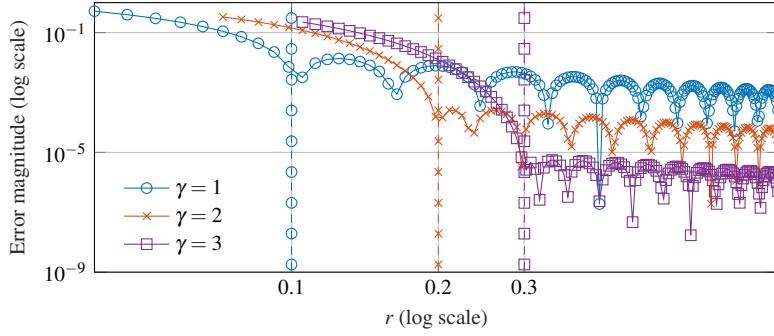 10⁻¹
10⁻⁵
10⁻⁹
Error magnitude (log scale)
γ = 1
γ = 2
γ = 3
0.1 0.2 0.3
r (log scale)